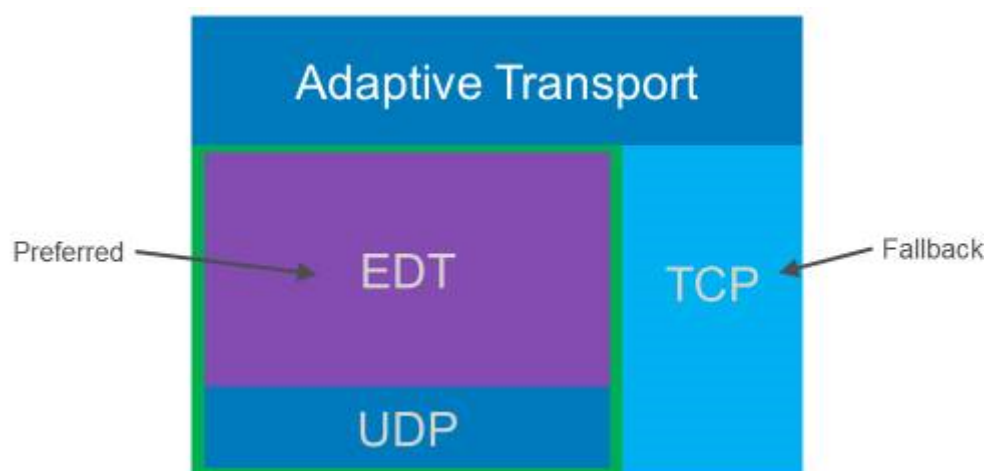 Adaptive Transport
Preferred
EDT
TCP
Fallback
UDP